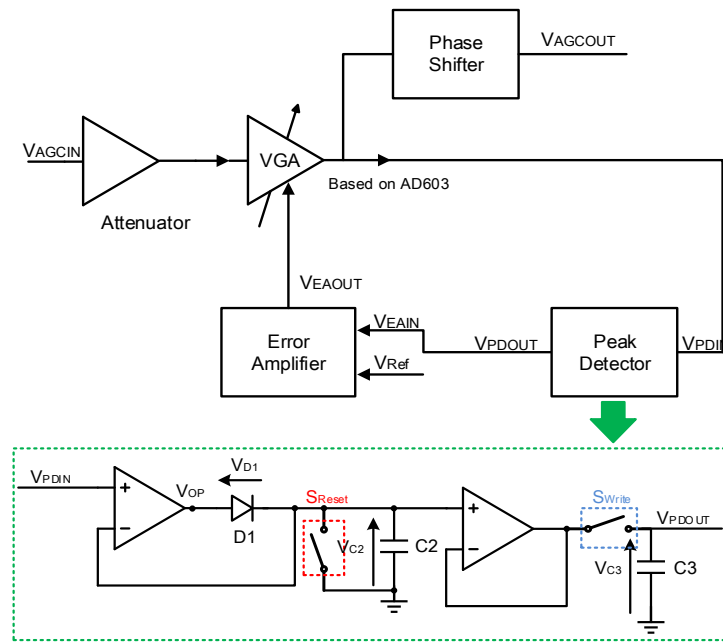 Phase
Shifter
VAGCOUT
VAGCIN
VGA
Based on AD603
Attenuator
VEAOUT
Error
Amplifier
VEAIN
VRef
VPDOUT
Peak
Detector
VPDIN
VPDIN
+
−
VOP
VD1
D1
SReset
VC2
C2
+
−
SWrite
VPDOUT
VC3
C3